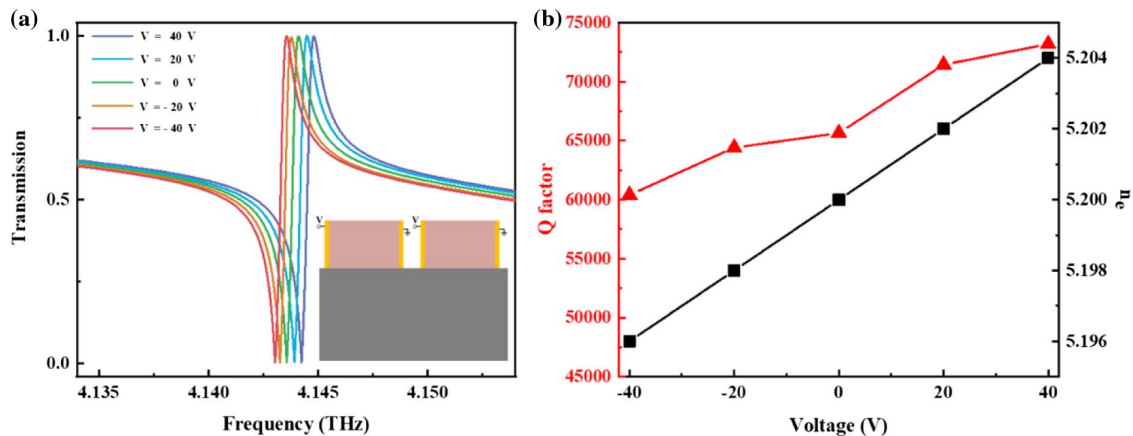 (a)
V = 40 V
V = 20 V
V = 0 V
V = - 20 V
V = - 40 V
1.0
0.5
0.0
Transmission
V
V
4.135
4.140
4.145
4.150
Frequency (THz)
(b)
75000
70000
65000
60000
55000
50000
45000
Q factor
5.204
5.202
5.200
5.198
5.196
ne
-40
-20
0
20
40
Voltage (V)